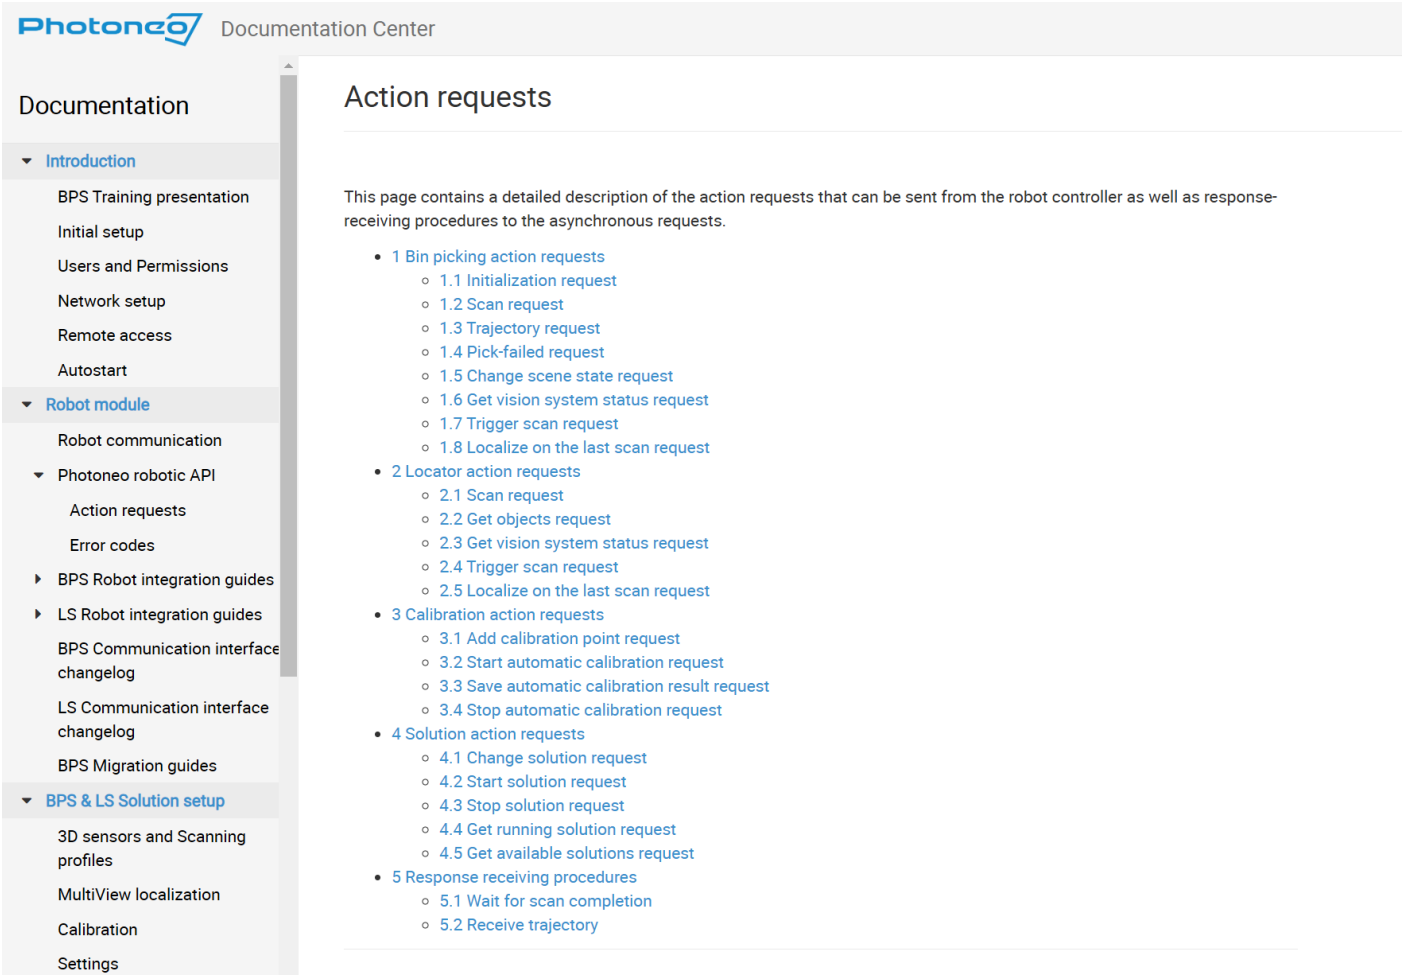 Photoneo Documentation Center
Documentation
Introduction
BPS Training presentation
Initial setup
Users and Permissions
Network setup
Remote access
Autostart
Robot module
Robot communication
Photoneo robotic API
Action requests
Error codes
BPS Robot integration guides
LS Robot integration guides
BPS Communication interface
changelog
LS Communication interface
changelog
BPS Migration guides
BPS & LS Solution setup
3D sensors and Scanning
profiles
MultiView localization
Calibration
Settings
Action requests
This page contains a detailed description of the action requests that can be sent from the robot controller as well as response-
receiving procedures to the asynchronous requests.
1 Bin picking action requests
1.1 Initialization request
1.2 Scan request
1.3 Trajectory request
1.4 Pick-failed request
1.5 Change scene state request
1.6 Get vision system status request
1.7 Trigger scan request
1.8 Localize on the last scan request
2 Locator action requests
2.1 Scan request
2.2 Get objects request
2.3 Get vision system status request
2.4 Trigger scan request
2.5 Localize on the last scan request
3 Calibration action requests
3.1 Add calibration point request
3.2 Start automatic calibration request
3.3 Save automatic calibration result request
3.4 Stop automatic calibration request
4 Solution action requests
4.1 Change solution request
4.2 Start solution request
4.3 Stop solution request
4.4 Get running solution request
4.5 Get available solutions request
5 Response receiving procedures
5.1 Wait for scan completion
5.2 Receive trajectory